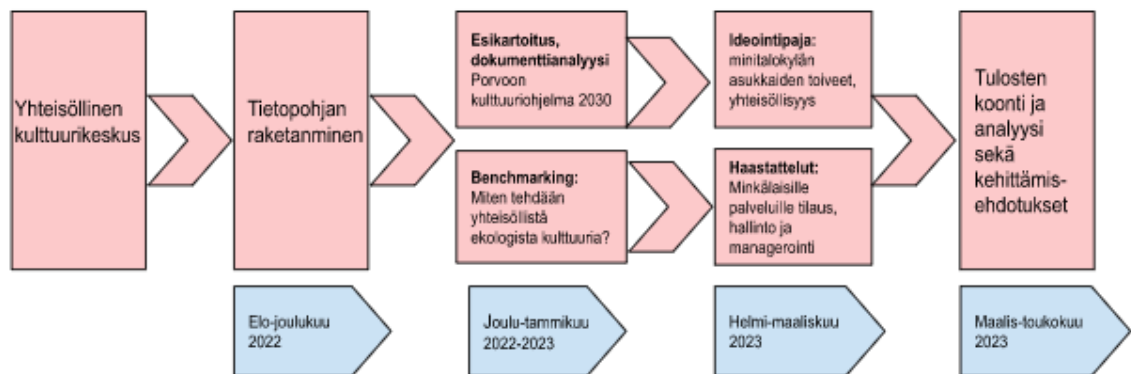 Yhteisöllinen
kulttuurikeskus
Tietopohjan
raketanminen
Esikartoitus,
dokumenttianalyysi
Porvoon
kulttuuriohjelma 2030
Benchmarking:
Miten tehdään
yhteisöllistä
ekologista kulttuuria?
Ideointipaja:
minitalokylän
asukkaiden toiveet,
yhteisöllisyys
Haastattelut:
Minkälaisille
palveluille tilaus,
hallinto ja
managerointi
Tulosten
koonti ja
analyysi
sekä
kehittämis-
ehdotukset
Elo-joulukuu
2022
Joulu-tammikuu
2022-2023
Helmi-maaliskuu
2023
Maalis-toukokuu
2023